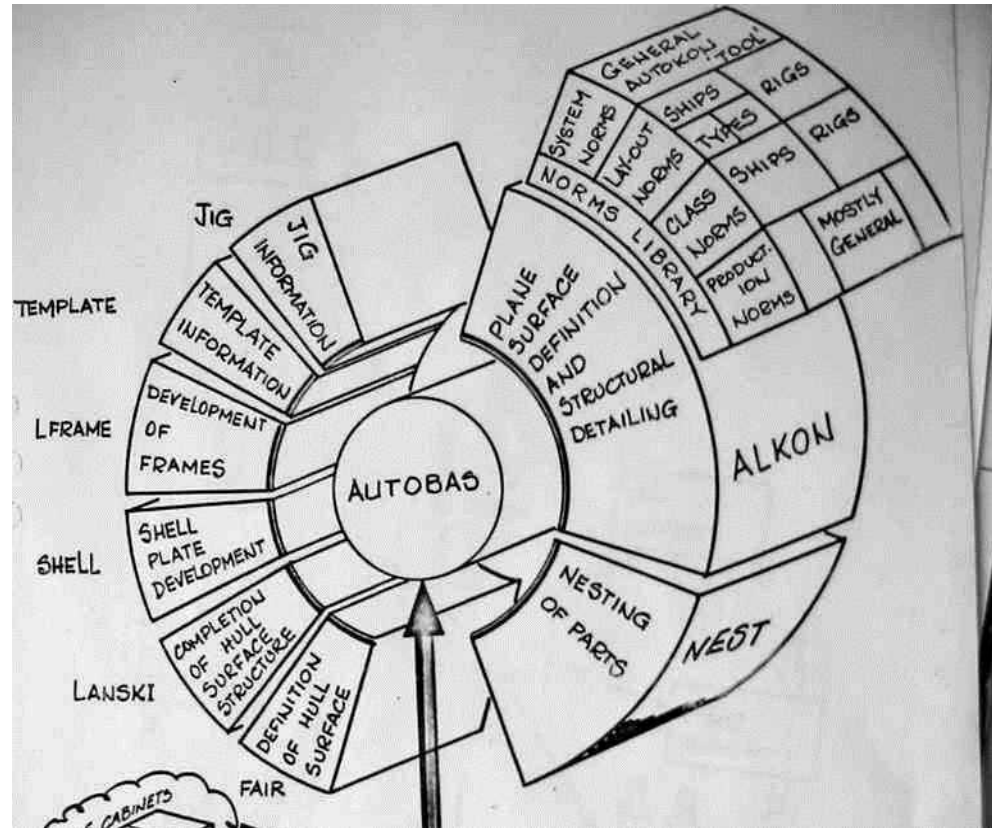 GENERAL
AUTOKON 'TOOL'
SYSTEM
NORMS
SHIPS
RIGS
LAY-OUT
NORMS
TYPES
CLASS
NORMS
SHIPS
RIGS
PRODUCT-
ION
NORMS
MOSTLY
GENERAL
NORMS LIBRARY
PLANE
SURFACE
DEFINITION
AND
STRUCTURAL
DETAILING
ALKON
JIG
JIG
INFORMATION
TEMPLATE
TEMPLATE
INFORMATION
LFRAME
DEVELOPMENT
OF
FRAMES
AUTOBAS
SHELL
SHELL
PLATE
DEVELOPMENT
NESTING
OF PARTS
NEST
LANSKI
COMPLETION
OF HULL
SURFACE
STRUCTURE
DEFINITION
OF HULL
SURFACE
FAIR
CABINETS